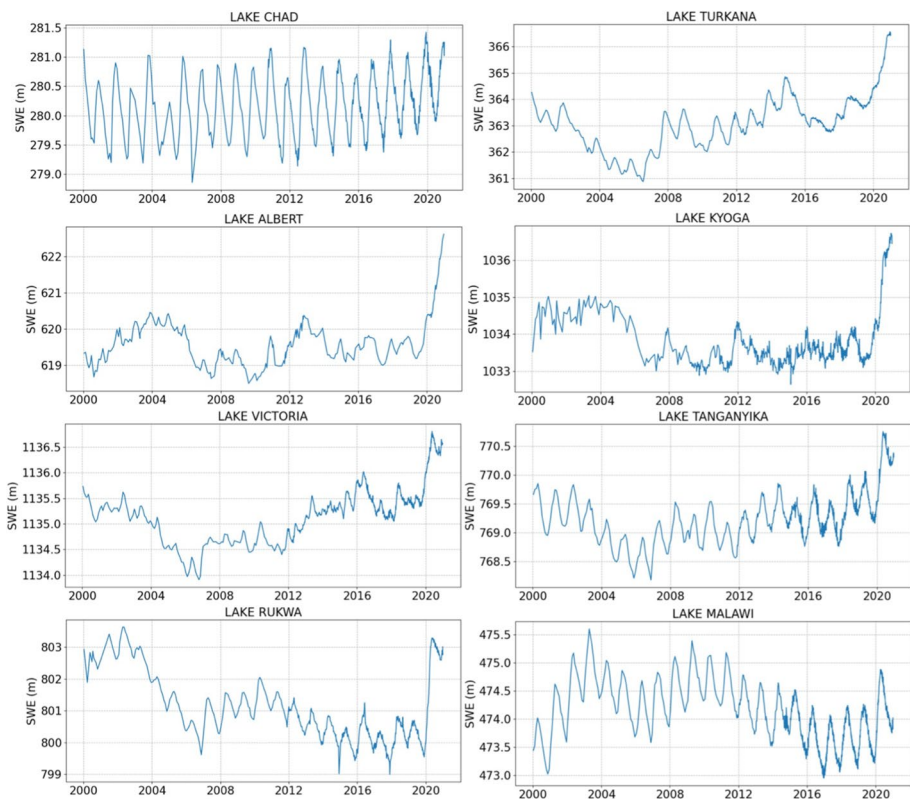 LAKE CHAD
SWE (m)
281.5
281.0
280.5
280.0
279.5
279.0
2000 2004 2008 2012 2016 2020
LAKE TURKANA
SWE (m)
366
365
364
363
362
361
2000 2004 2008 2012 2016 2020
LAKE ALBERT
SWE (m)
622
621
620
619
2000 2004 2008 2012 2016 2020
LAKE KYOGA
SWE (m)
1036
1035
1034
1033
2000 2004 2008 2012 2016 2020
LAKE VICTORIA
SWE (m)
1136.5
1136.0
1135.5
1135.0
1134.5
1134.0
2000 2004 2008 2012 2016 2020
LAKE TANGANYIKA
SWE (m)
770.5
770.0
769.5
769.0
768.5
2000 2004 2008 2012 2016 2020
LAKE RUKWA
SWE (m)
803
802
801
800
799
2000 2004 2008 2012 2016 2020
LAKE MALAWI
SWE (m)
475.5
475.0
474.5
474.0
473.5
473.0
2000 2004 2008 2012 2016 2020